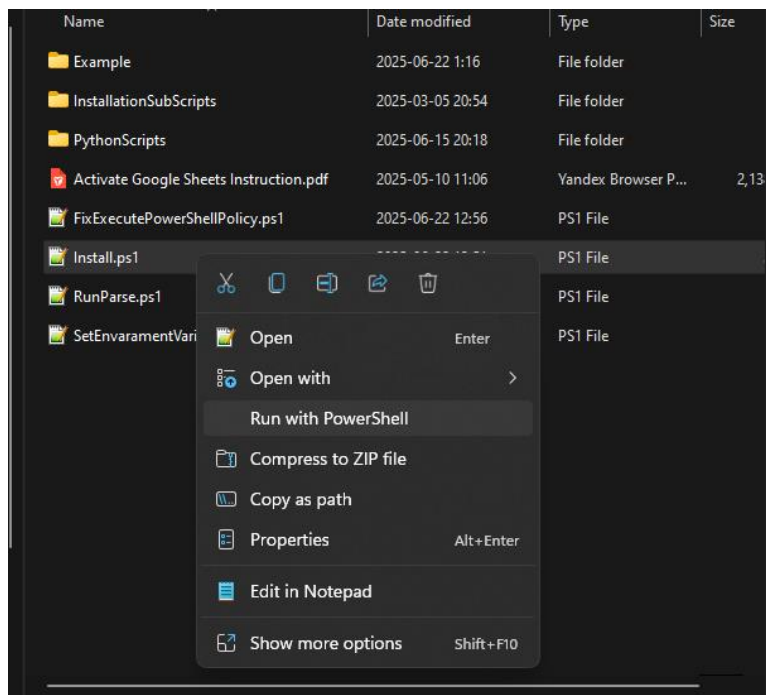 Name Date modified Type Size
Example 2025-06-22 1:16 File folder
InstallationSubScripts 2025-03-05 20:54 File folder
PythonScripts 2025-06-15 20:18 File folder
Activate Google Sheets Instruction.pdf 2025-05-10 11:06 Yandex Browser P... 2,13
FixExecutePowerShellPolicy.ps1 2025-06-22 12:56 PS1 File
Install.ps1 PS1 File
RunParse.ps1 PS1 File
SetEnvaramentVari PS1 File
Open Enter
Open with
Run with PowerShell
Compress to ZIP file
Copy as path
Properties Alt+Enter
Edit in Notepad
Show more options Shift+F10